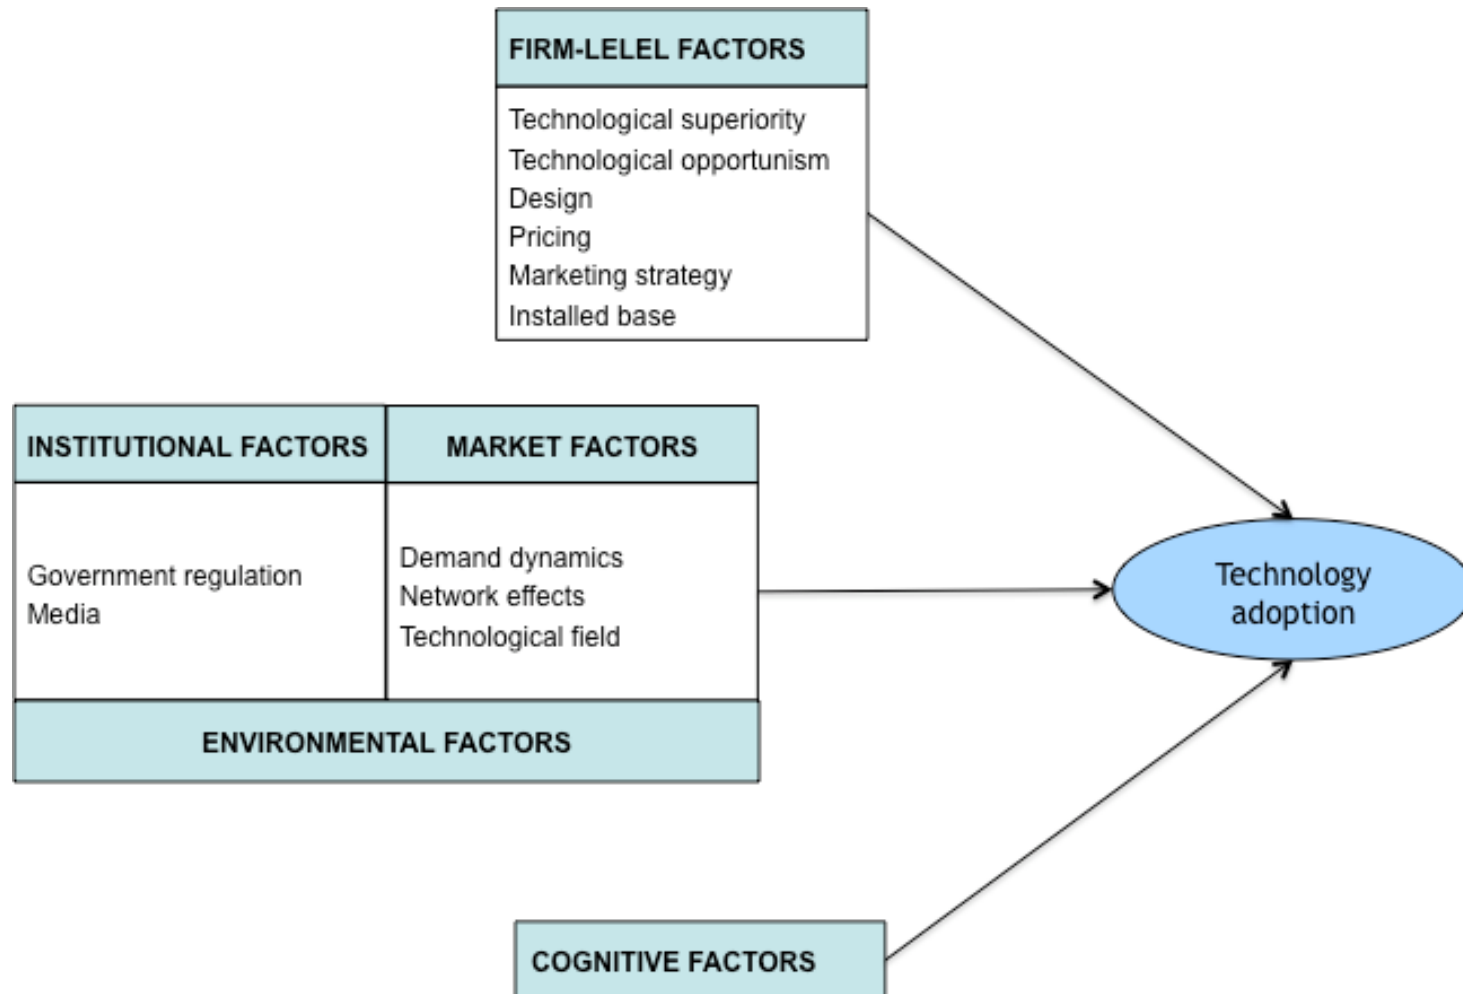 FIRM-LELEL FACTORS
Technological superiority
Technological opportunism
Design
Pricing
Marketing strategy
Installed base
INSTITUTIONAL FACTORS
MARKET FACTORS
Government regulation
Media
Demand dynamics
Network effects
Technological field
ENVIRONMENTAL FACTORS
Technology
adoption
COGNITIVE FACTORS